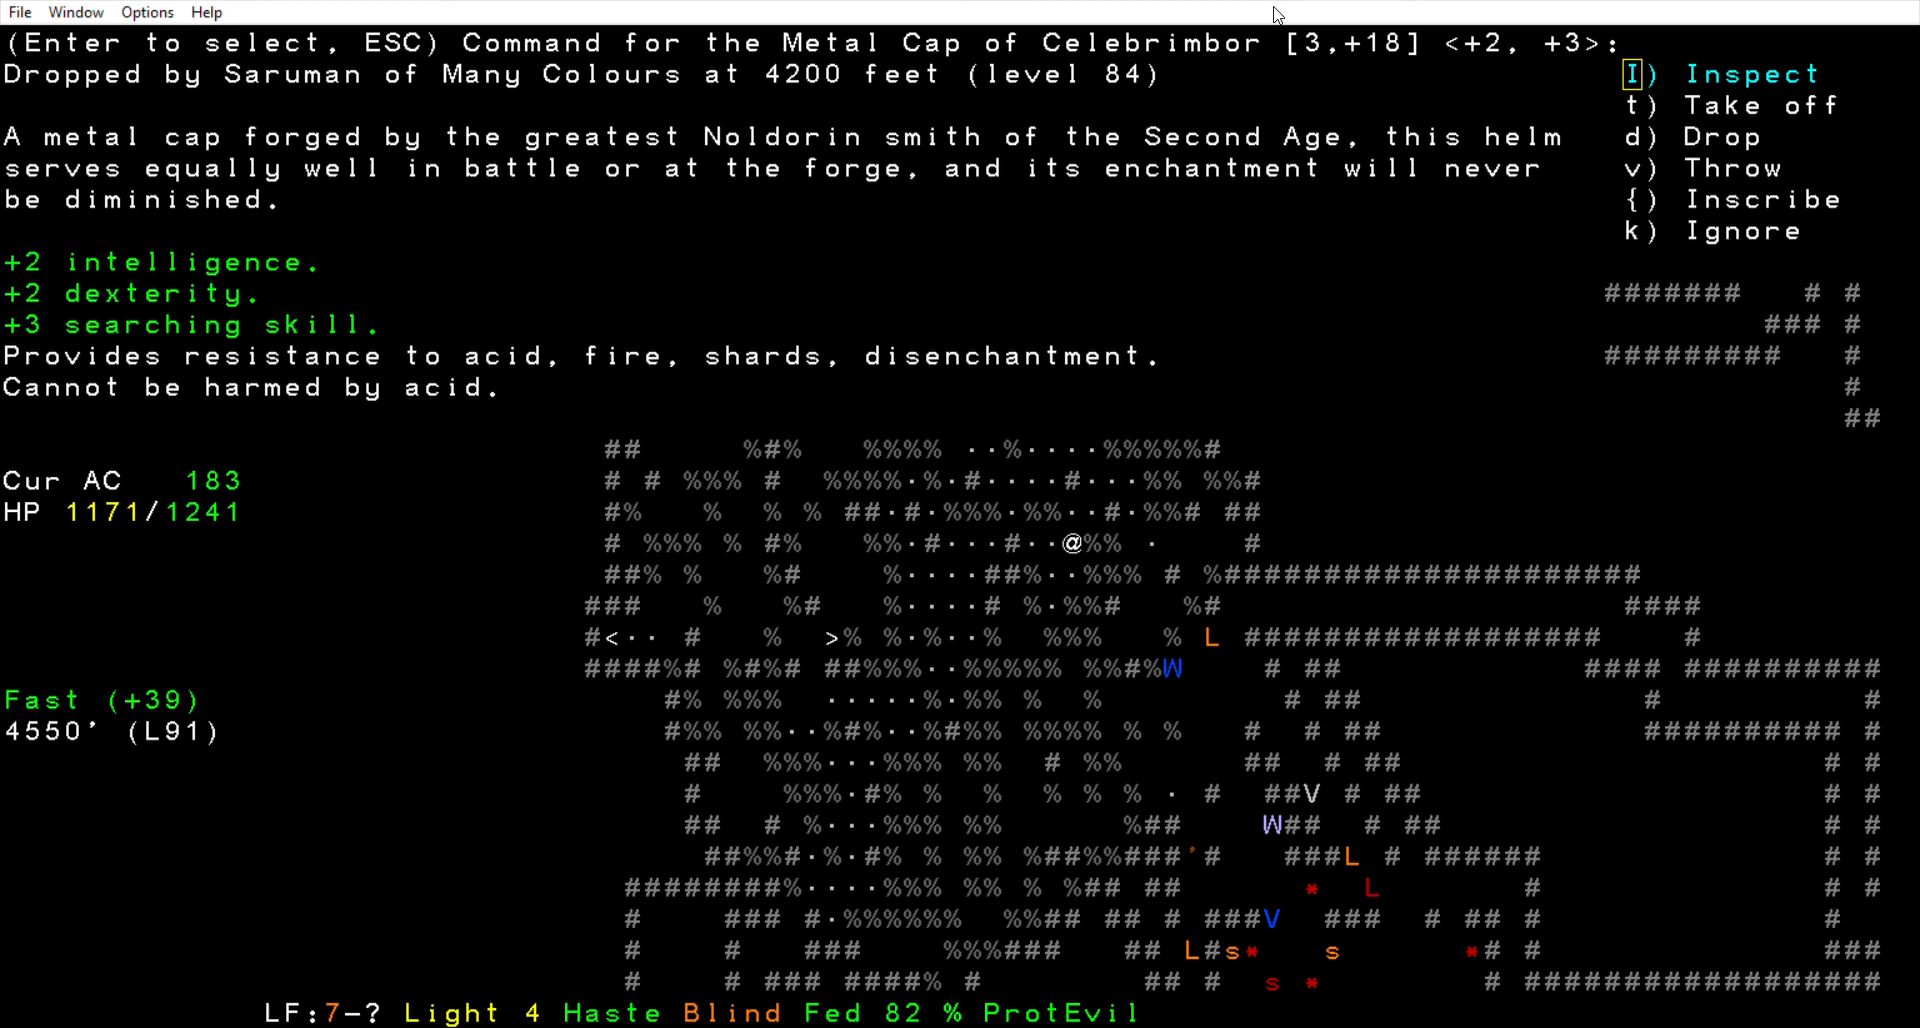 File Window Options Help
(Enter to select, ESC) Command for the Metal Cap of Celebrimbor [3,+18] <+2, +3>:
Dropped by Saruman of Many Colours at 4200 feet (level 84)
I) Inspect
t) Take off
A metal cap forged by the greatest Noldorin smith of the Second Age, this helm
d) Drop
serves equally well in battle or at the forge, and its enchantment will never
v) Throw
be diminished.
{) Inscribe
k) Ignore
+2 intelligence.
+2 dexterity.
+3 searching skill.
Provides resistance to acid, fire, shards, disenchantment.
Cannot be harmed by acid.
Cur AC 183
HP 1171/1241
Fast (+39)
4550' (L91)
LF:7-? Light 4 Haste Blind Fed 82 % ProtEvil